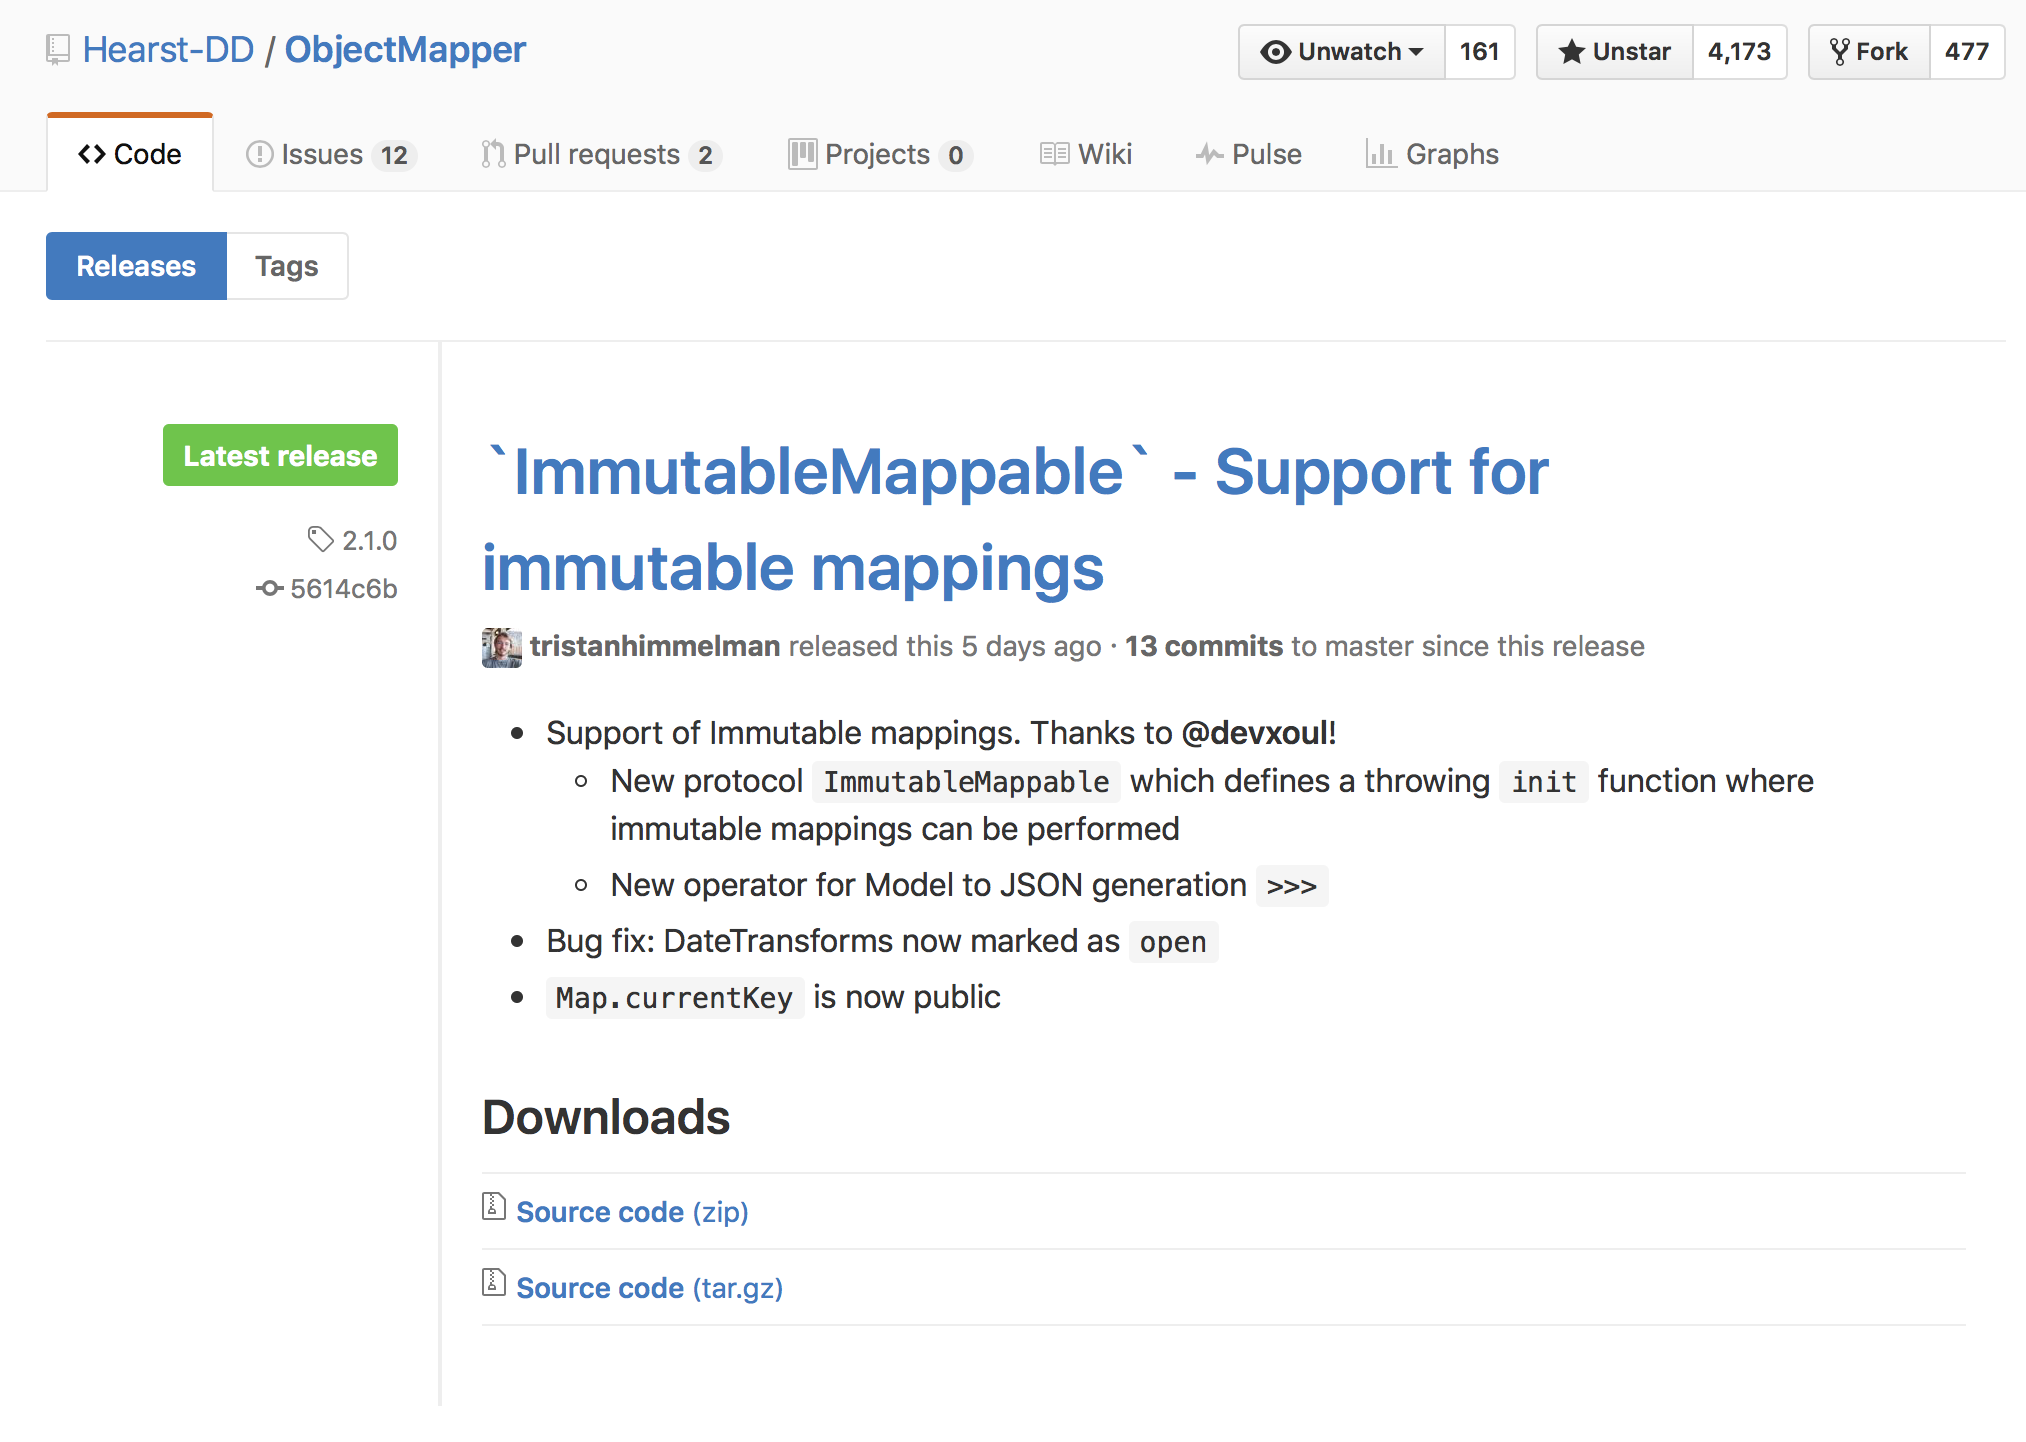 Hearst-DD / ObjectMapper
Unwatch 161 Unstar 4,173 Fork 477
Code Issues 12 Pull requests 2 Projects 0 Wiki Pulse Graphs
Releases Tags
Latest release
2.1.0
5614c6b
`ImmutableMappable` - Support for
immutable mappings
tristanhimmelman released this 5 days ago · 13 commits to master since this release
Support of Immutable mappings. Thanks to @devxoul!
New protocol ImmutableMappable which defines a throwing init function where
immutable mappings can be performed
New operator for Model to JSON generation >>>
Bug fix: DateTransforms now marked as open
Map.currentKey is now public
Downloads
Source code (zip)
Source code (tar.gz)